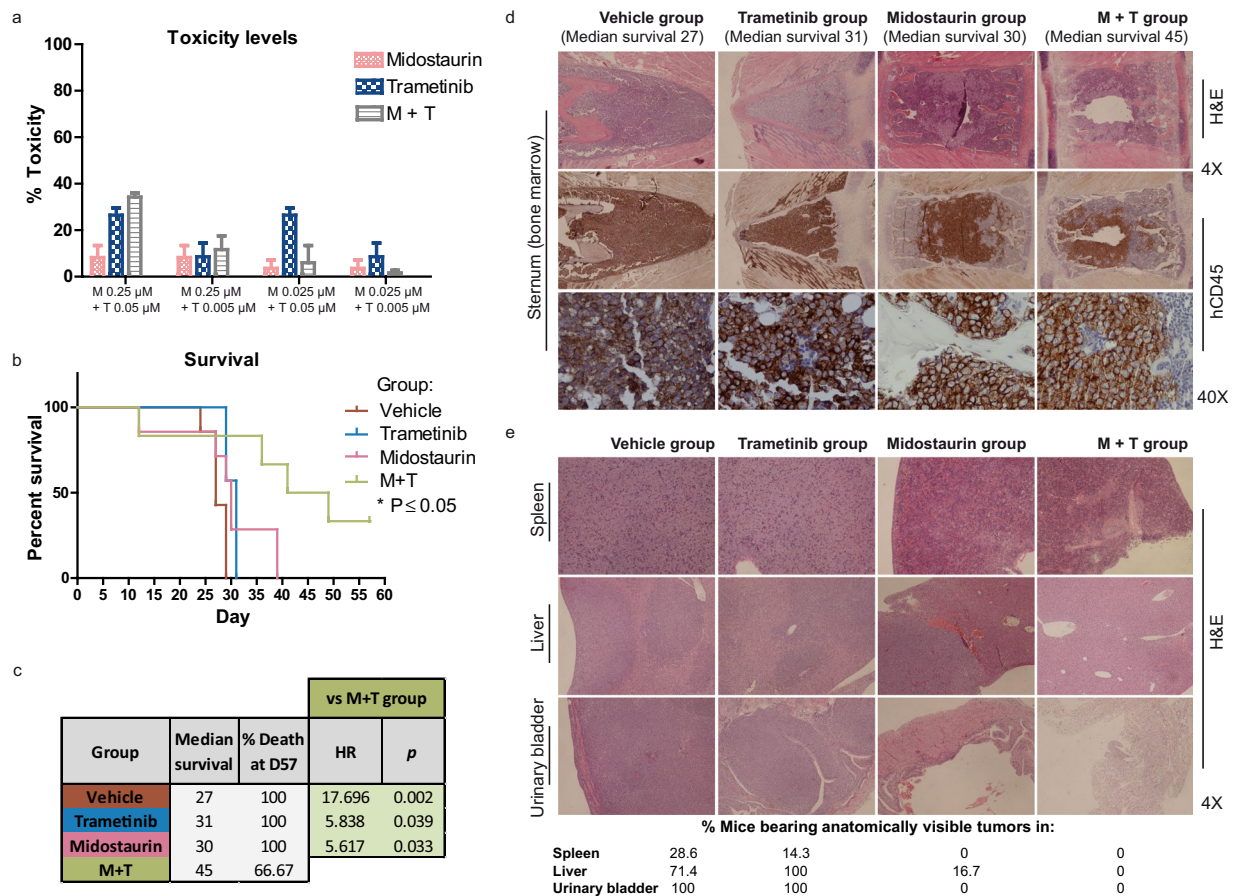 a
Toxicity levels
Midostaurin
Trametinib
M + T
% Toxicity
100
80
60
40
20
0
M 0.25 µM
+ T 0.05 µM
M 0.25 µM
+ T 0.005 µM
M 0.025 µM
+ T 0.05 µM
M 0.025 µM
+ T 0.005 µM
b
Survival
Group:
Vehicle
Trametinib
Midostaurin
M+T
* P ≤ 0.05
Percent survival
100
50
0
0 5 10 15 20 25 30 35 40 45 50 55 60
Day
c
vs M+T group
Group Median survival % Death at D57 HR p
Vehicle 27 100 17.696 0.002
Trametinib 31 100 5.838 0.039
Midostaurin 30 100 5.617 0.033
M+T 45 66.67
d
Vehicle group Trametinib group Midostaurin group M + T group
(Median survival 27) (Median survival 31) (Median survival 30) (Median survival 45)
Sternum (bone marrow)
H&E
4X
hCD45
40X
e
Vehicle group Trametinib group Midostaurin group M + T group
Spleen
Liver
Urinary bladder
H&E
4X
% Mice bearing anatomically visible tumors in:
Spleen 28.6 14.3 0 0
Liver 71.4 100 16.7 0
Urinary bladder 100 100 0 0